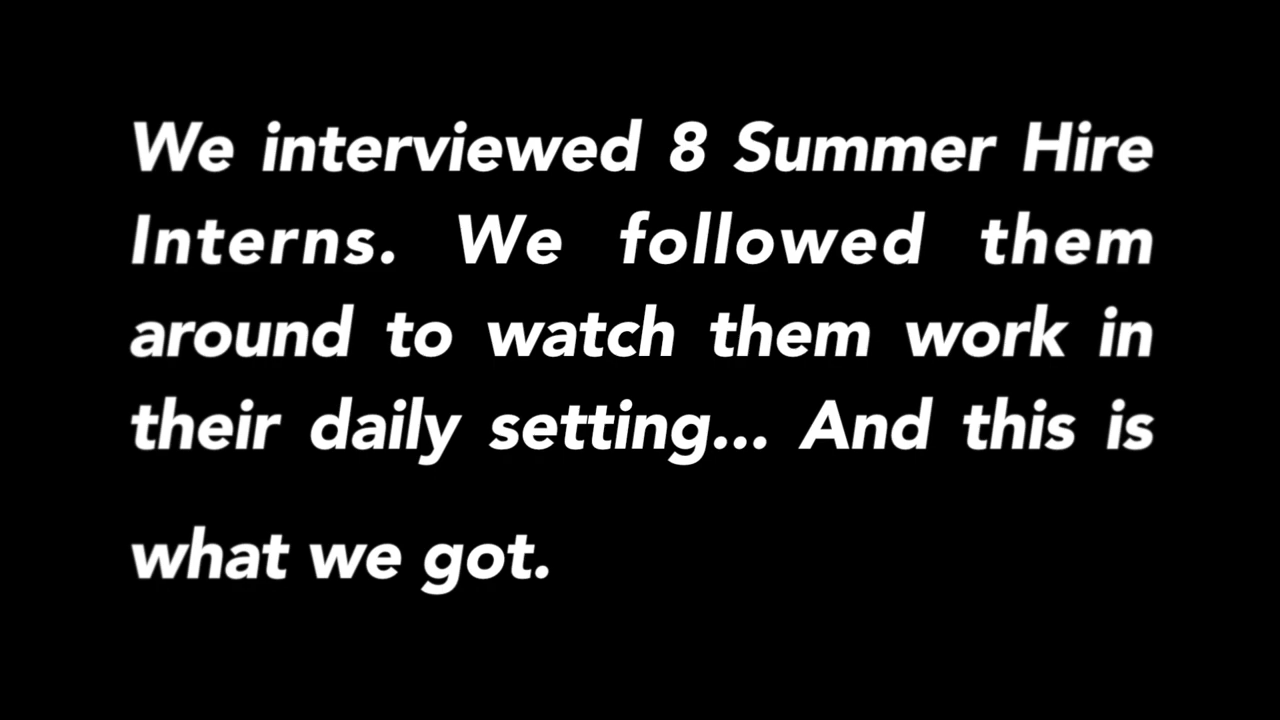 We interviewed 8 Summer Hire
Interns. We followed them
around to watch them work in
their daily setting... And this is
what we got.